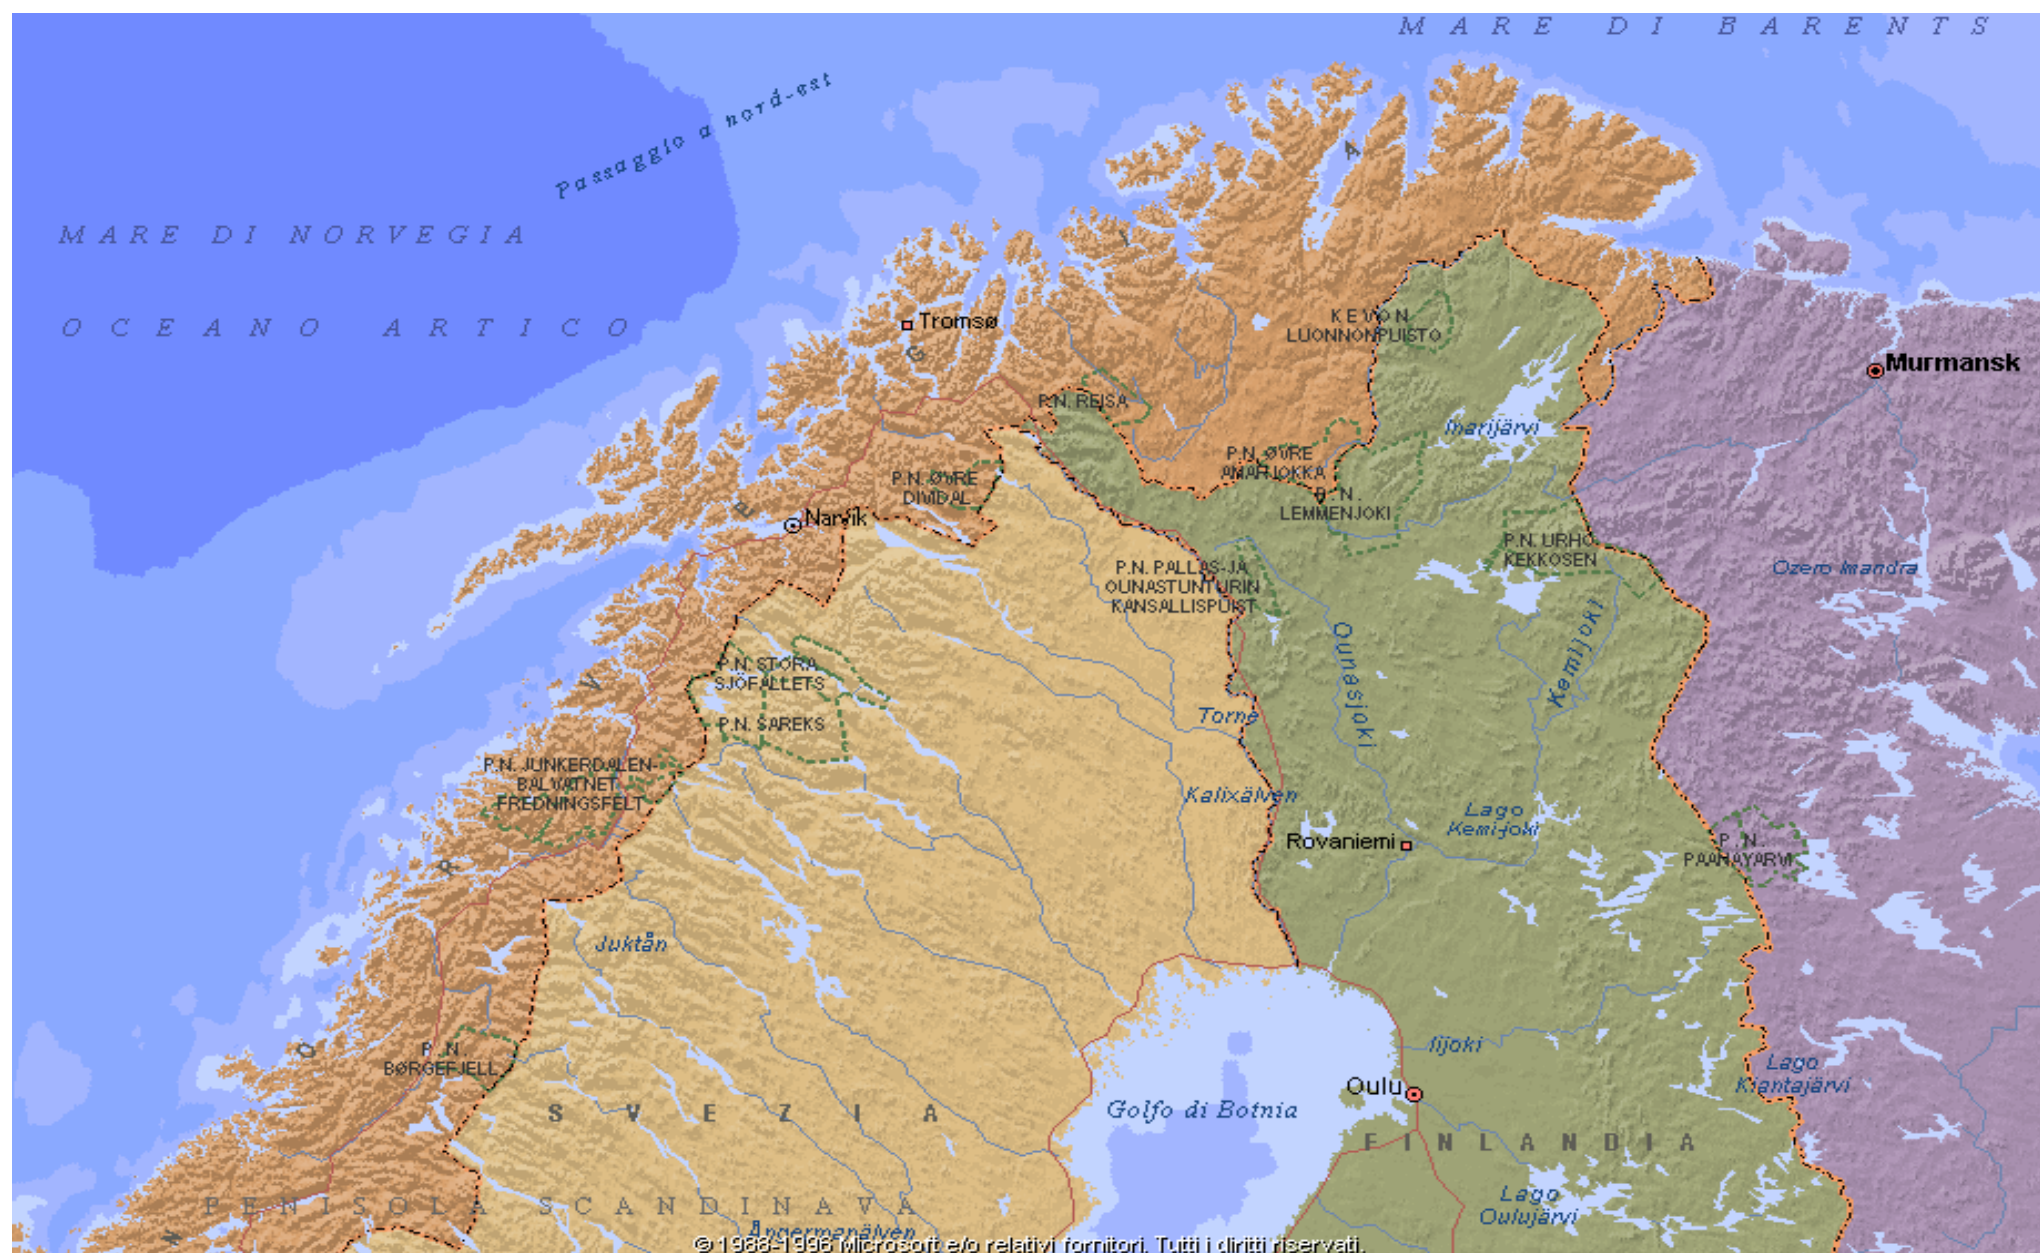 MARE DI BARENTS
Passaggio a nord-est
MARE DI NORVEGIA
OCEANO ARTICO
Tromsø
KEVON
LUONNONPUISTO
Murmansk
P.N. REISA
Inarijärvi
P.N. ØVRE
DIVIDAL
P.N. ØVRE
ANARJOKKA
P.N.
LEMMENJOKI
Narvik
P.N. URHO
KEKKOSEN
P.N. PALLAS-JA
OUNASTUNTURIN
KANSALLISPUIST
Ozero Imandra
Ounasjoki
Kemijoki
P.N. STORA
SJÖFALLETS
P.N. SAREKS
Torne
P.N. JUNKERDALEN-
BALVATNET
FREDNINGSFELT
Kalixälven
Lago
Kemijoki
Rovaniemi
P.N.
PAANAYARVI
Juktån
P.N.
BØRGEFJELL
Iijoki
Lago
Kiantajärvi
Oulu
Golfo di Botnia
SVEZIA
FINLANDIA
NORVEGIA
PENISOLA SCANDINAVA
Lago
Oulujärvi
Ångermanälven
© 1988-1996 Microsoft e/o relativi fornitori. Tutti i diritti riservati.